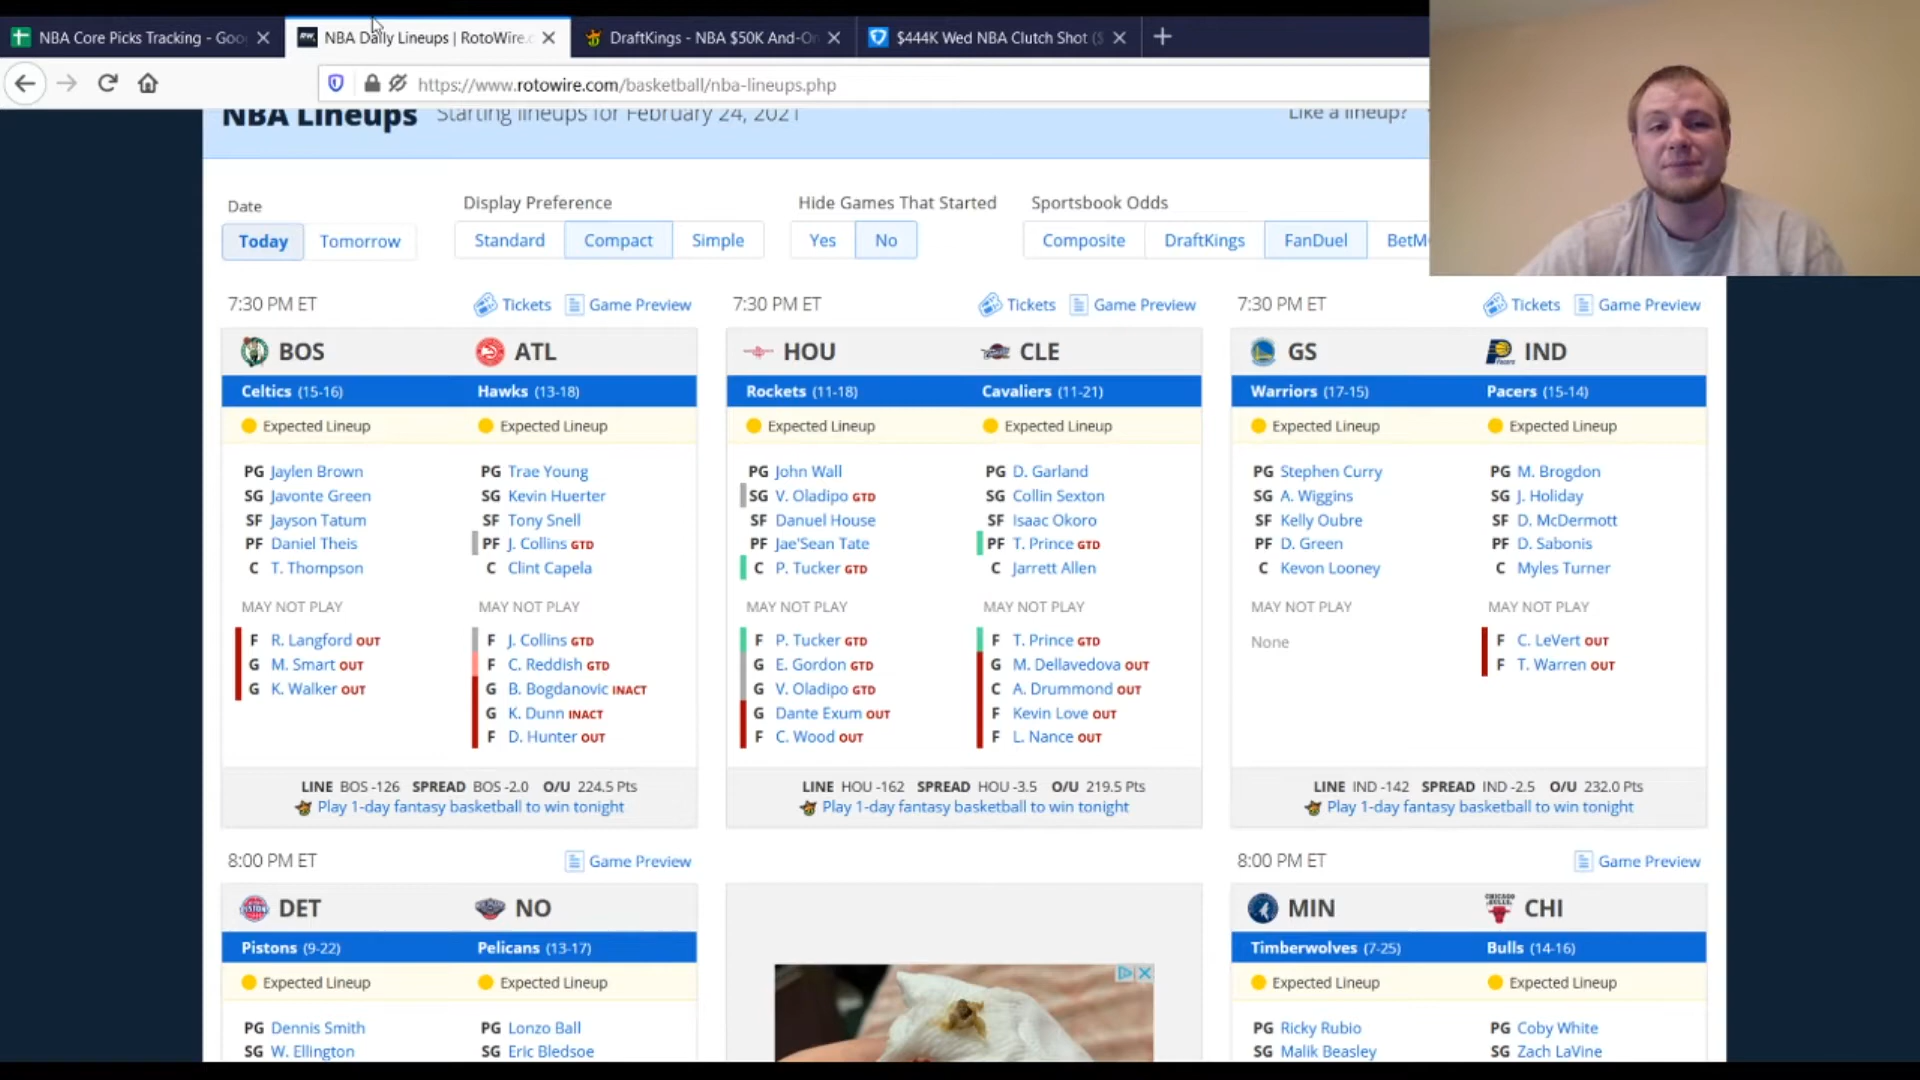 NBA Core Picks Tracking - Goo
NBA Daily Lineups | RotoWire.c
DraftKings - NBA $50K And-On
$444K Wed NBA Clutch Shot ($
https://www.rotowire.com/basketball/nba-lineups.php
NBA Lineups Starting lineups for February 24, 2021
Like a lineup?
Date
Today Tomorrow
Display Preference
Standard Compact Simple
Hide Games That Started
Yes No
Sportsbook Odds
Composite DraftKings FanDuel BetM
7:30 PM ET Tickets Game Preview
BOS ATL
Celtics (15-16) Hawks (13-18)
Expected Lineup Expected Lineup
PG Jaylen Brown PG Trae Young
SG Javonte Green SG Kevin Huerter
SF Jayson Tatum SF Tony Snell
PF Daniel Theis PF J. Collins GTD
C T. Thompson C Clint Capela
MAY NOT PLAY MAY NOT PLAY
F R. Langford OUT F J. Collins GTD
G M. Smart OUT F C. Reddish GTD
G K. Walker OUT G B. Bogdanovic INACT
G K. Dunn INACT
F D. Hunter OUT
LINE BOS -126 SPREAD BOS -2.0 O/U 224.5 Pts
Play 1-day fantasy basketball to win tonight
7:30 PM ET Tickets Game Preview
HOU CLE
Rockets (11-18) Cavaliers (11-21)
Expected Lineup Expected Lineup
PG John Wall PG D. Garland
SG V. Oladipo GTD SG Collin Sexton
SF Danuel House SF Isaac Okoro
PF Jae'Sean Tate PF T. Prince GTD
C P. Tucker GTD C Jarrett Allen
MAY NOT PLAY MAY NOT PLAY
F P. Tucker GTD F T. Prince GTD
G E. Gordon GTD G M. Dellavedova OUT
G V. Oladipo GTD C A. Drummond OUT
G Dante Exum OUT F Kevin Love OUT
F C. Wood OUT F L. Nance OUT
LINE HOU -162 SPREAD HOU -3.5 O/U 219.5 Pts
Play 1-day fantasy basketball to win tonight
7:30 PM ET Tickets Game Preview
GS IND
Warriors (17-15) Pacers (15-14)
Expected Lineup Expected Lineup
PG Stephen Curry PG M. Brogdon
SG A. Wiggins SG J. Holiday
SF Kelly Oubre SF D. McDermott
PF D. Green PF D. Sabonis
C Kevon Looney C Myles Turner
MAY NOT PLAY MAY NOT PLAY
None F C. LeVert OUT
F T. Warren OUT
LINE IND -142 SPREAD IND -2.5 O/U 232.0 Pts
Play 1-day fantasy basketball to win tonight
8:00 PM ET Game Preview
DET NO
Pistons (9-22) Pelicans (13-17)
Expected Lineup Expected Lineup
PG Dennis Smith PG Lonzo Ball
SG W. Ellington SG Eric Bledsoe
8:00 PM ET Game Preview
MIN CHI
Timberwolves (7-25) Bulls (14-16)
Expected Lineup Expected Lineup
PG Ricky Rubio PG Coby White
SG Malik Beasley SG Zach LaVine